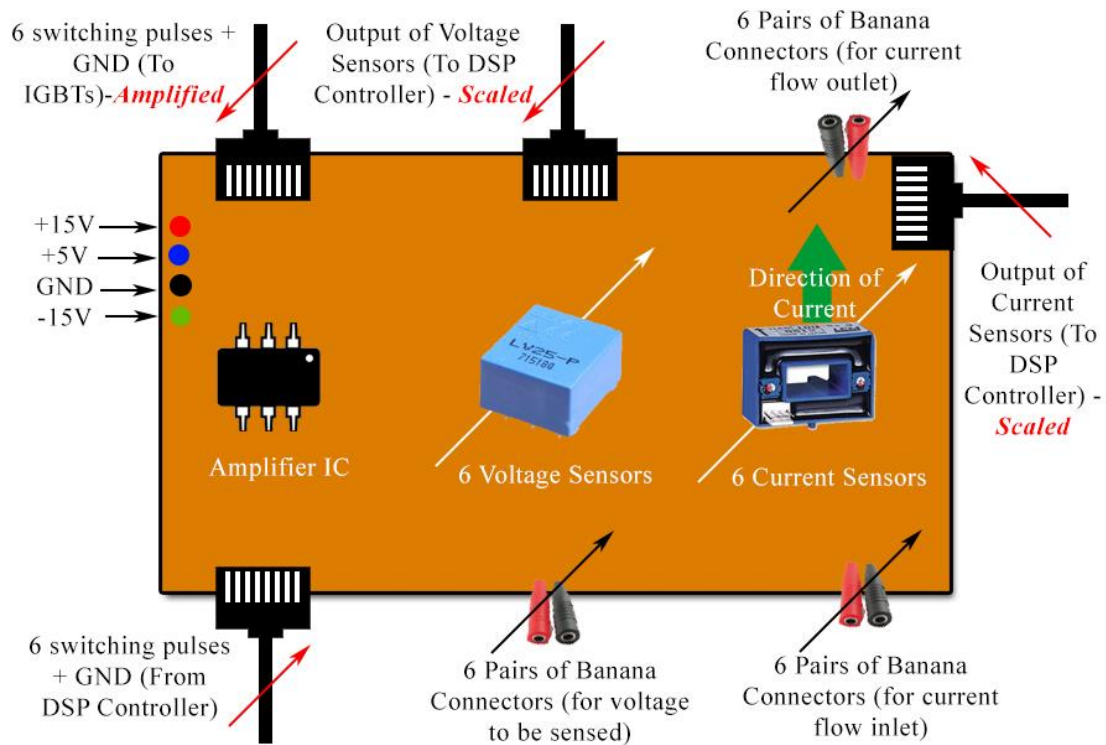 6 switching pulses +
GND (To
IGBTs)-Amplified
Output of Voltage
Sensors (To DSP
Controller) - Scaled
6 Pairs of Banana
Connectors (for current
flow outlet)
+15V
+5V
GND
-15V
Direction of
Current
Output of
Current
Sensors (To
DSP
Controller) -
Scaled
LV25-P
715180
Amplifier IC
6 Voltage Sensors
6 Current Sensors
6 switching pulses
+ GND (From
DSP Controller)
6 Pairs of Banana
Connectors (for voltage
to be sensed)
6 Pairs of Banana
Connectors (for current
flow inlet)